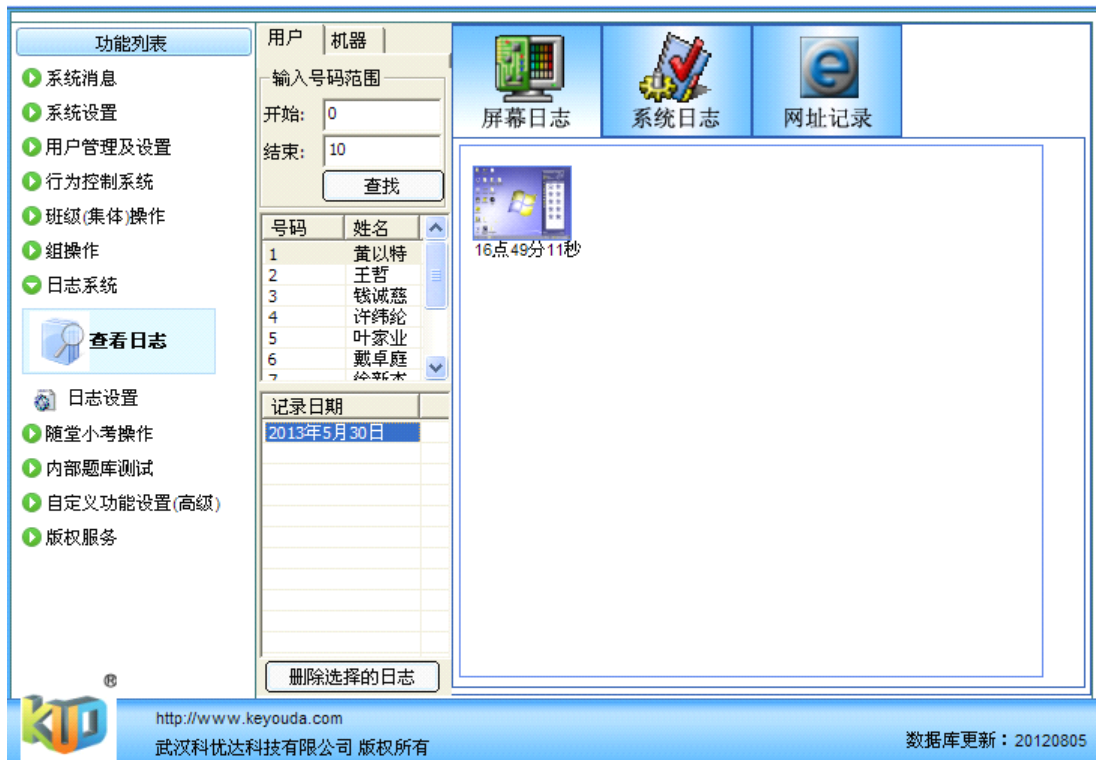 功能列表
系统消息
系统设置
用户管理及设置
行为控制系统
班级(集体)操作
组操作
日志系统
查看日志
日志设置
随堂小考操作
内部题库测试
自定义功能设置(高级)
版权服务
用户 机器
输入号码范围
开始: 0
结束: 10
查找
号码 姓名
1 黄以特
2 王哲
3 钱诚慈
4 许纬纶
5 叶家业
6 戴卓庭
7
记录日期
2013年5月30日
删除选择的日志
屏幕日志 系统日志 网址记录
16点49分11秒
®
KYD
http://www.keyouda.com
武汉科优达科技有限公司 版权所有
数据库更新：20120805